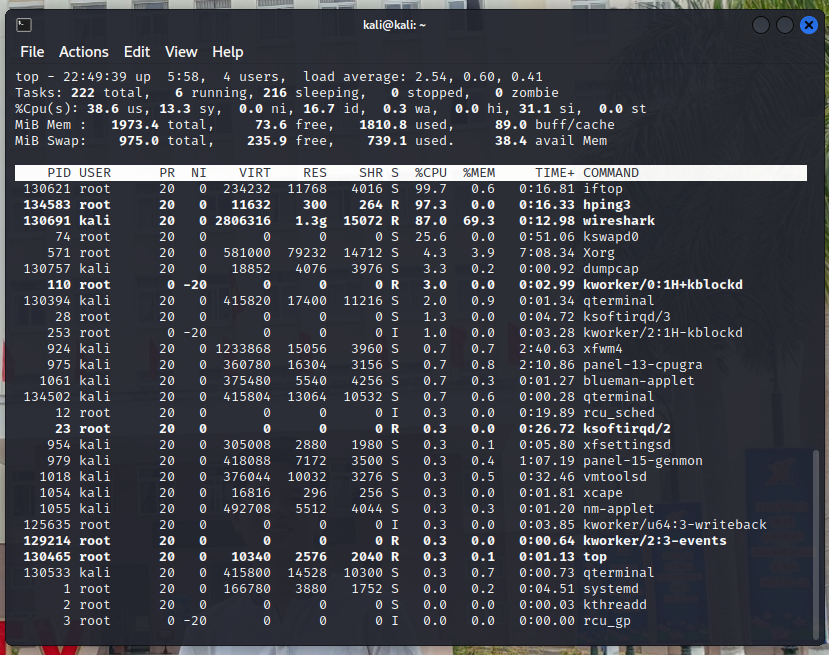 kali@kali: ~
File Actions Edit View Help
top - 22:49:39 up  5:58,  4 users,  load average: 2.54, 0.60, 0.41
Tasks: 222 total,   6 running, 216 sleeping,   0 stopped,   0 zombie
%Cpu(s): 38.6 us, 13.3 sy,  0.0 ni, 16.7 id,  0.3 wa,  0.0 hi, 31.1 si,  0.0 st
MiB Mem :   1973.4 total,     73.6 free,   1810.8 used,     89.0 buff/cache
MiB Swap:    975.0 total,    235.9 free,    739.1 used.     38.4 avail Mem
PID USER      PR  NI    VIRT    RES    SHR S  %CPU  %MEM     TIME+ COMMAND
130621 root      20   0  234232  11768   4016 S  99.7   0.6   0:16.81 iftop
134583 root      20   0   11632    300    264 R  97.3   0.0   0:16.33 hping3
130691 kali      20   0 2806316   1.3g  15072 R  87.0  69.3   0:12.98 wireshark
74 root      20   0       0      0      0 S  25.6   0.0   0:51.06 kswapd0
571 root      20   0  581000  79232  14712 S   4.3   3.9   7:08.34 Xorg
130757 kali      20   0   18852   4076   3976 S   3.3   0.2   0:00.92 dumpcap
110 root       0 -20       0      0      0 R   3.0   0.0   0:02.99 kworker/0:1H+kblockd
130394 kali      20   0  415820  17400  11216 S   2.0   0.9   0:01.34 qterminal
28 root      20   0       0      0      0 S   1.3   0.0   0:04.72 ksoftirqd/3
253 root       0 -20       0      0      0 I   1.0   0.0   0:03.28 kworker/2:1H-kblockd
924 kali      20   0 1233868  15056   3960 S   0.7   0.7   2:40.63 xfwm4
975 kali      20   0  360780  16304   3156 S   0.7   0.8   2:10.86 panel-13-cpugra
1061 kali      20   0  375480   5540   4256 S   0.7   0.3   0:01.27 blueman-applet
134502 kali      20   0  415804  13064  10532 S   0.7   0.6   0:00.28 qterminal
12 root      20   0       0      0      0 I   0.3   0.0   0:19.89 rcu_sched
23 root      20   0       0      0      0 R   0.3   0.0   0:26.72 ksoftirqd/2
954 kali      20   0  305008   2880   1980 S   0.3   0.1   0:05.80 xfsettingsd
979 kali      20   0  418088   7172   3500 S   0.3   0.4   1:07.19 panel-15-genmon
1018 kali      20   0  376044  10032   3276 S   0.3   0.5   0:32.46 vmtoolsd
1054 kali      20   0   16816    296    256 S   0.3   0.0   0:01.81 xcape
1055 kali      20   0  492708   5512   4044 S   0.3   0.3   0:01.20 nm-applet
125635 root      20   0       0      0      0 I   0.3   0.0   0:03.85 kworker/u64:3-writeback
129214 root      20   0       0      0      0 R   0.3   0.0   0:00.64 kworker/2:3-events
130465 root      20   0   10340   2576   2040 R   0.3   0.1   0:01.13 top
130533 kali      20   0  415800  14528  10300 S   0.3   0.7   0:00.73 qterminal
1 root      20   0  166780   3880   1752 S   0.0   0.2   0:04.51 systemd
2 root      20   0       0      0      0 S   0.0   0.0   0:00.03 kthreadd
3 root       0 -20       0      0      0 I   0.0   0.0   0:00.00 rcu_gp